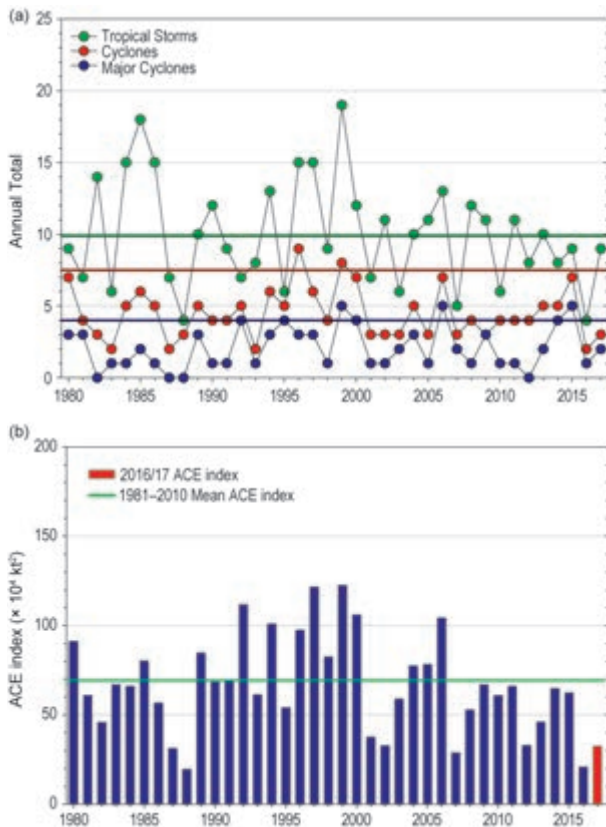 (a)
25
20
15
10
5
0
Annual Total
Tropical Storms
Cyclones
Major Cyclones
1980 1985 1990 1995 2000 2005 2010 2015
(b)
200
150
100
50
0
ACE index (× 10⁴ kt²)
2016/17 ACE index
1981–2010 Mean ACE index
1980 1985 1990 1995 2000 2005 2010 2015